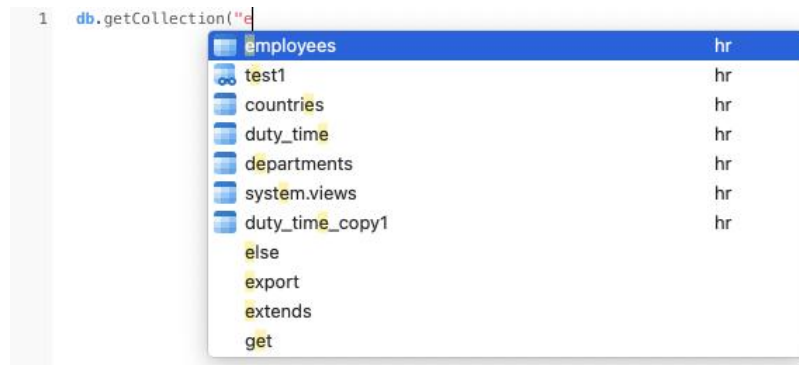 1 db.getCollection("e
employees hr
test1 hr
countries hr
duty_time hr
departments hr
system.views hr
duty_time_copy1 hr
else
export
extends
get